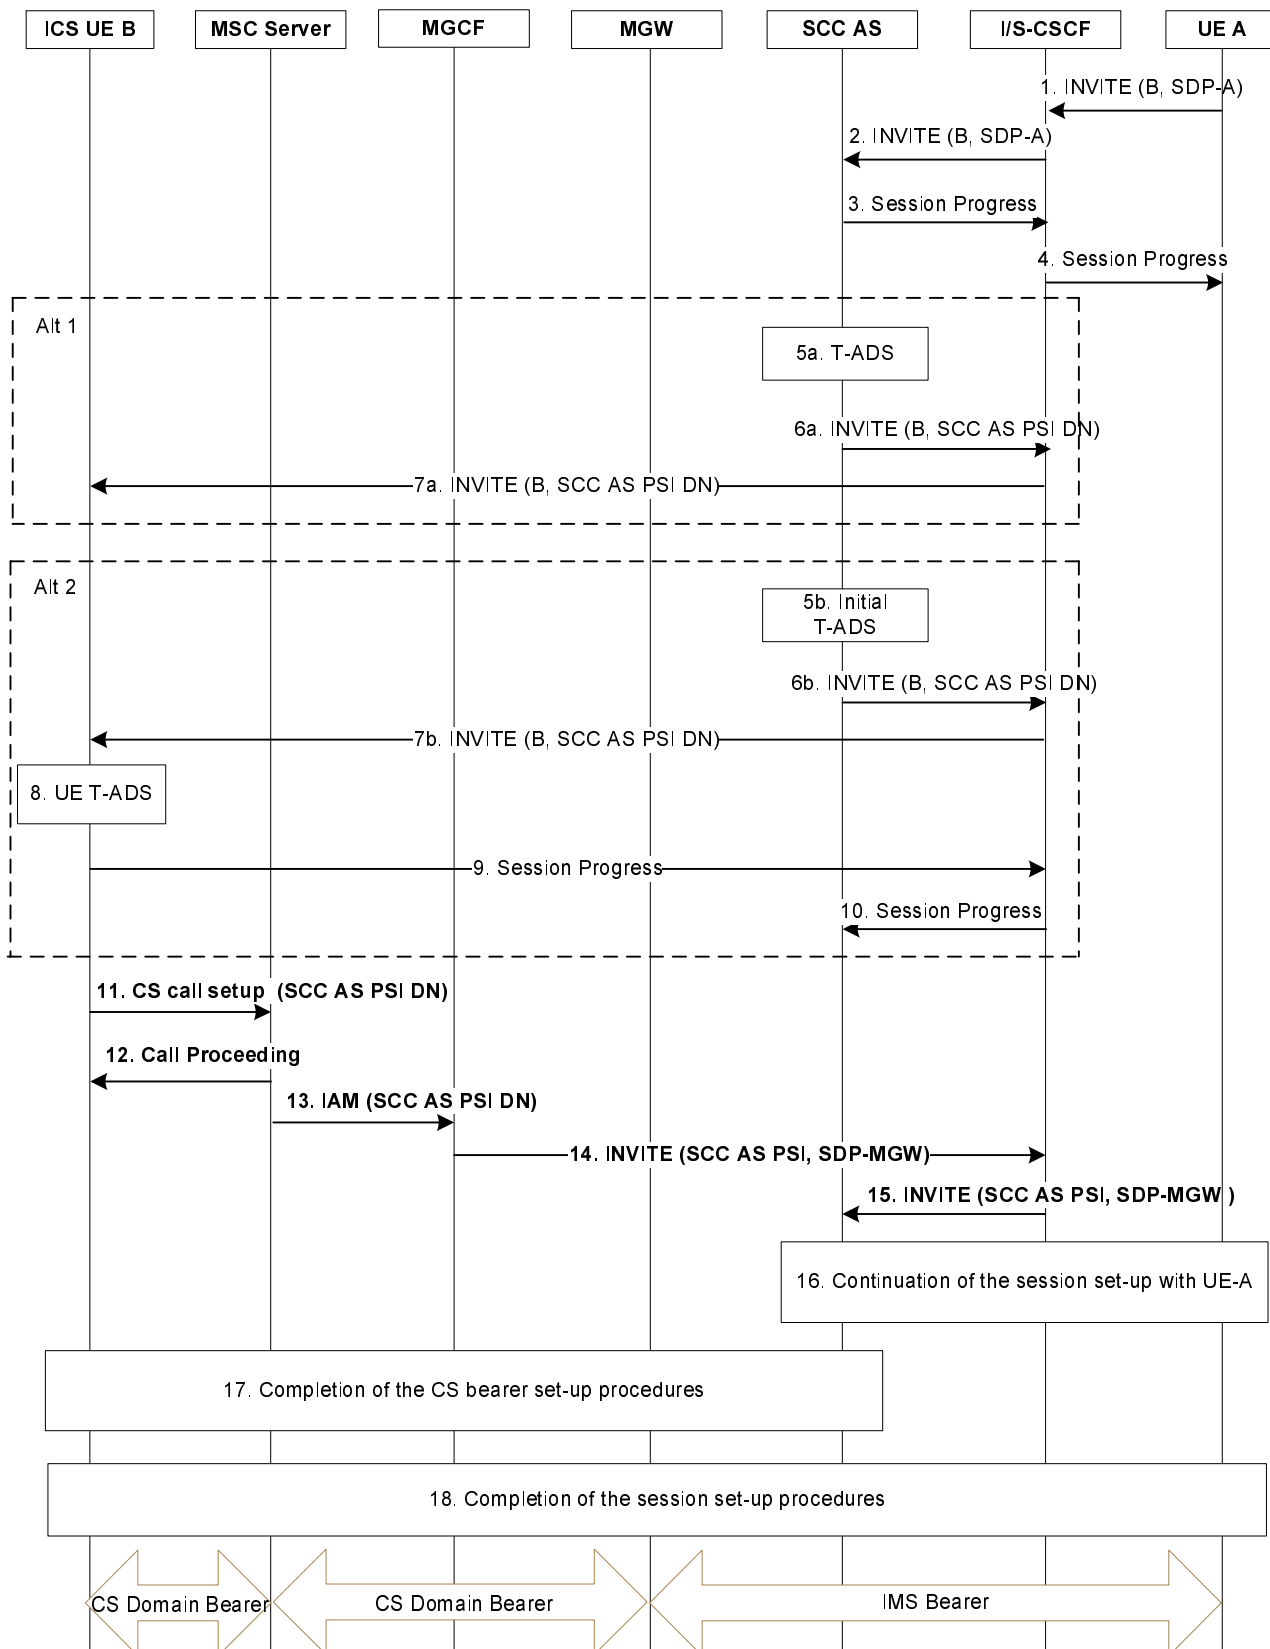 ICS UE B
MSC Server
MGCF
MGW
SCC AS
I/S-CSCF
UE A
1. INVITE (B, SDP-A)
2. INVITE (B, SDP-A)
3. Session Progress
4. Session Progress
Alt 1
5a. T-ADS
6a. INVITE (B, SCC AS PSI DN)
7a. INVITE (B, SCC AS PSI DN)
Alt 2
5b. Initial
T-ADS
6b. INVITE (B, SCC AS PSI DN)
7b. INVITE (B, SCC AS PSI DN)
8. UE T-ADS
9. Session Progress
10. Session Progress
11. CS call setup (SCC AS PSI DN)
12. Call Proceeding
13. IAM (SCC AS PSI DN)
14. INVITE (SCC AS PSI, SDP-MGW)
15. INVITE (SCC AS PSI, SDP-MGW )
16. Continuation of the session set-up with UE-A
17. Completion of the CS bearer set-up procedures
18. Completion of the session set-up procedures
CS Domain Bearer
CS Domain Bearer
IMS Bearer